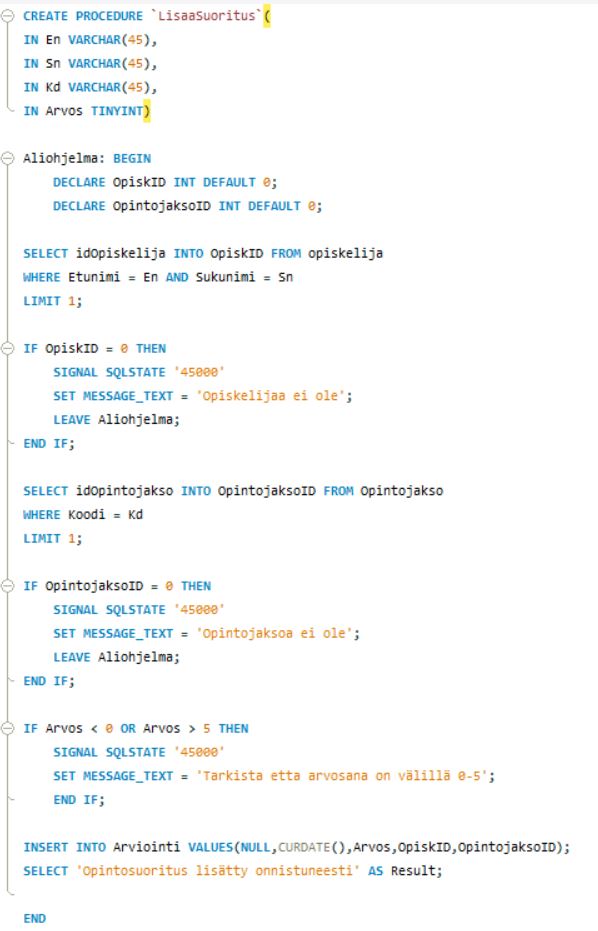 CREATE PROCEDURE `LisaaSuoritus`(
IN En VARCHAR(45),
IN Sn VARCHAR(45),
IN Kd VARCHAR(45),
IN Arvos TINYINT)
Aliohjelma: BEGIN
DECLARE OpiskID INT DEFAULT 0;
DECLARE OpintojaksoID INT DEFAULT 0;
SELECT idOpiskelija INTO OpiskID FROM opiskelija
WHERE Etunimi = En AND Sukunimi = Sn
LIMIT 1;
IF OpiskID = 0 THEN
SIGNAL SQLSTATE '45000'
SET MESSAGE_TEXT = 'Opiskelijaa ei ole';
LEAVE Aliohjelma;
END IF;
SELECT idOpintojakso INTO OpintojaksoID FROM Opintojakso
WHERE Koodi = Kd
LIMIT 1;
IF OpintojaksoID = 0 THEN
SIGNAL SQLSTATE '45000'
SET MESSAGE_TEXT = 'Opintojaksoa ei ole';
LEAVE Aliohjelma;
END IF;
IF Arvos < 0 OR Arvos > 5 THEN
SIGNAL SQLSTATE '45000'
SET MESSAGE_TEXT = 'Tarkista etta arvosana on välillä 0-5';
END IF;
INSERT INTO Arviointi VALUES(NULL,CURDATE(),Arvos,OpiskID,OpintojaksoID);
SELECT 'Opintosuoritus lisätty onnistuneesti' AS Result;
END